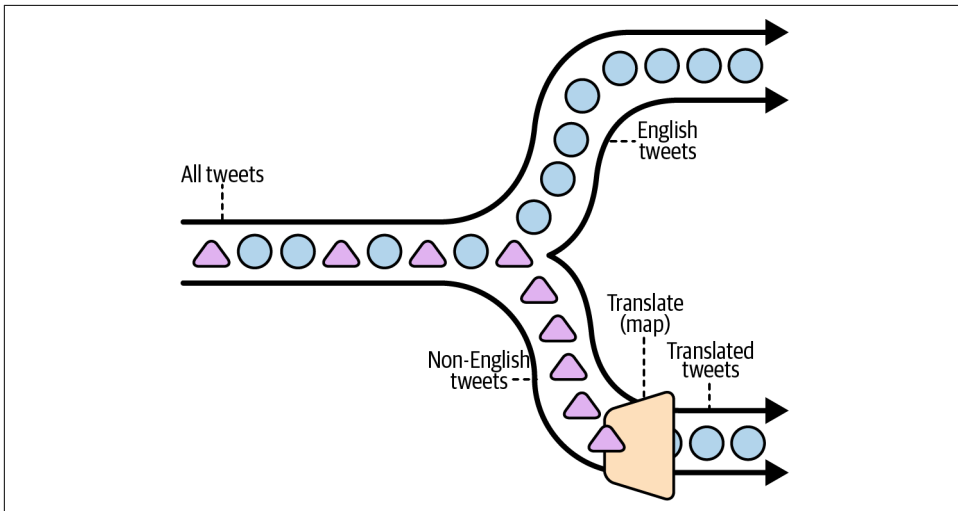 All tweets
English
tweets
Translate
(map)
Non-English
tweets
Translated
tweets